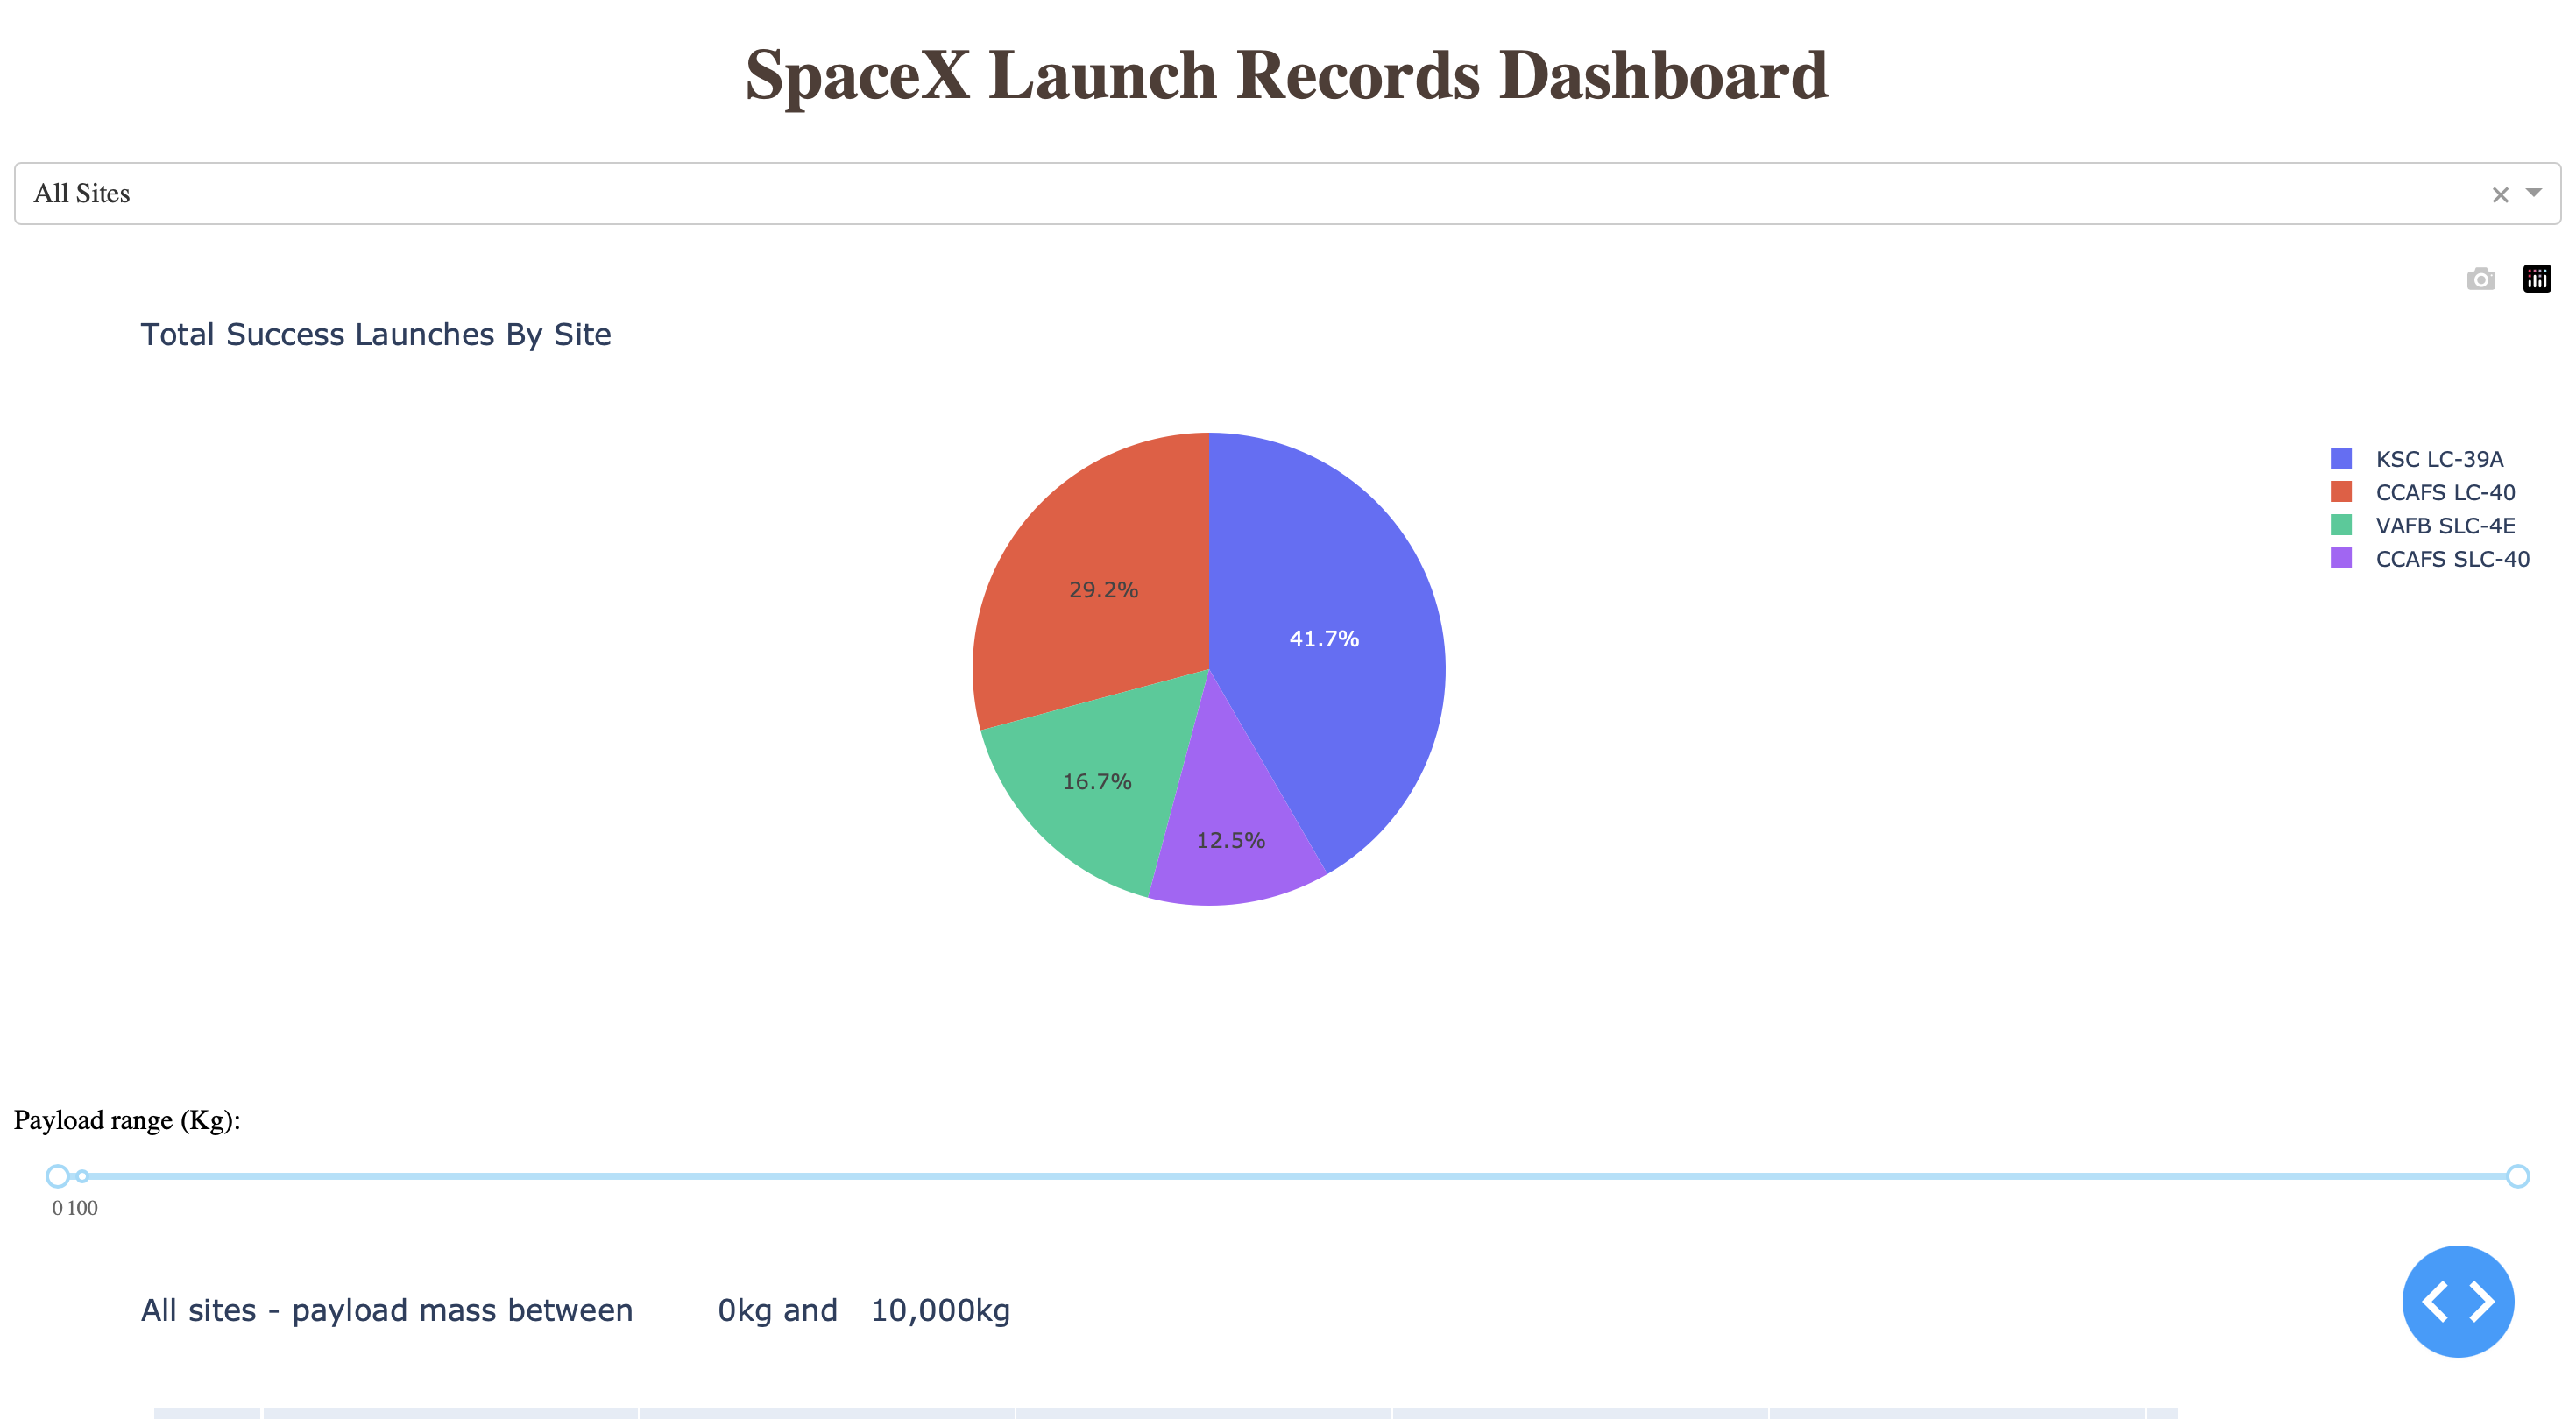 SpaceX Launch Records Dashboard
All Sites
Total Success Launches By Site
KSC LC-39A
CCAFS LC-40
VAFB SLC-4E
CCAFS SLC-40
29.2%
41.7%
16.7%
12.5%
Payload range (Kg):
0 100
All sites - payload mass between 0kg and 10,000kg